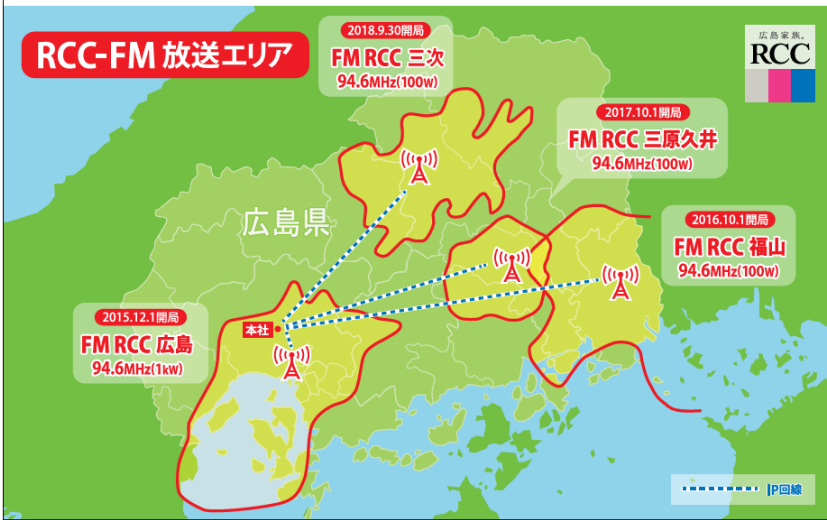 RCC-FM 放送エリア
2018.9.30開局
FM RCC 三次
94.6MHz(100w)
広島家族。
RCC
2017.10.1開局
FM RCC 三原久井
94.6MHz(100w)
広島県
2016.10.1開局
FM RCC 福山
94.6MHz(100w)
2015.12.1開局
FM RCC 広島
94.6MHz(1kw)
本社
IP回線